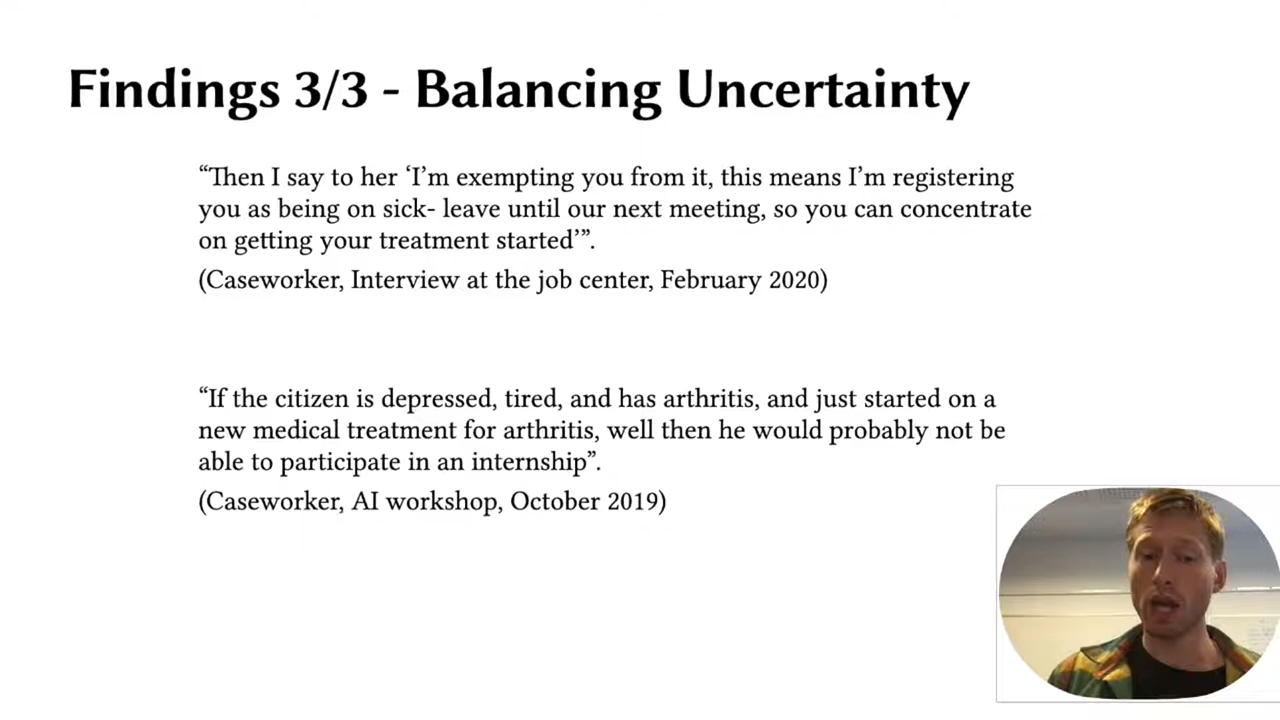 Findings 3/3 - Balancing Uncertainty
“Then I say to her ‘I’m exempting you from it, this means I’m registering
you as being on sick- leave until our next meeting, so you can concentrate
on getting your treatment started’”.
(Caseworker, Interview at the job center, February 2020)
“If the citizen is depressed, tired, and has arthritis, and just started on a
new medical treatment for arthritis, well then he would probably not be
able to participate in an internship”.
(Caseworker, AI workshop, October 2019)